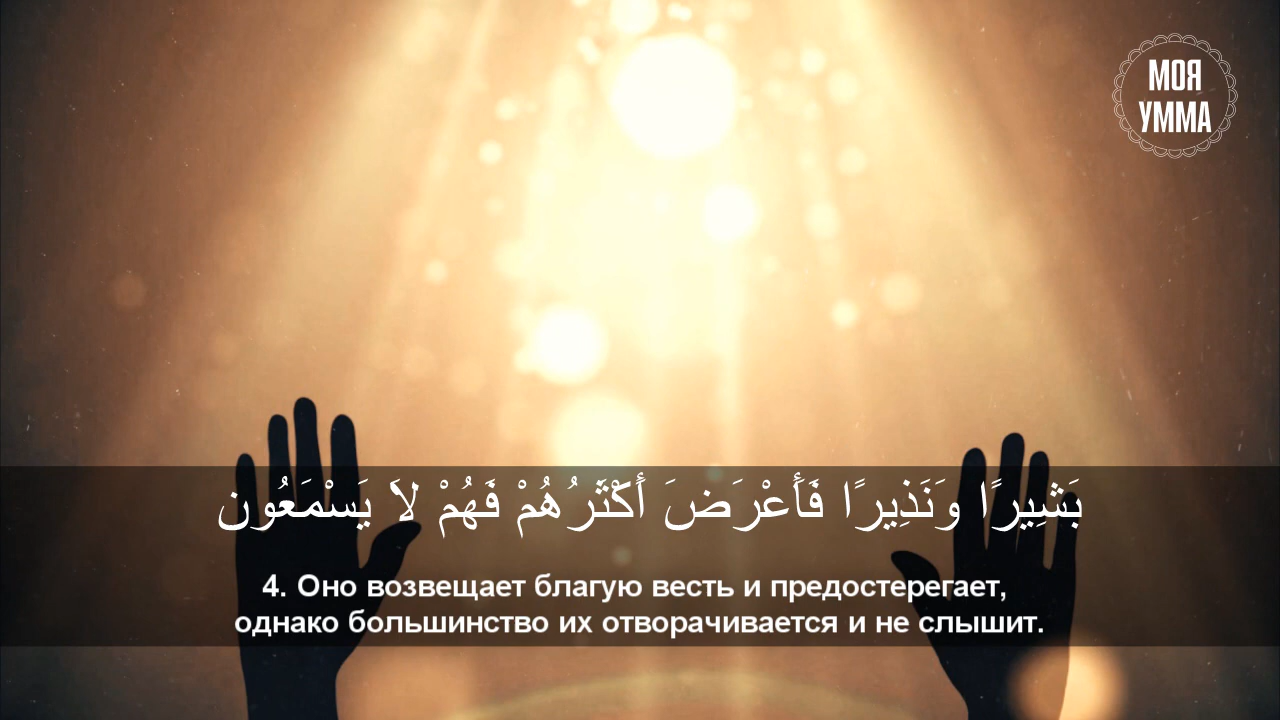 МОЯ
УММА
بَشِيرًا وَنَذِيرًا فَأَعْرَضَ أَكْثَرُهُمْ فَهُمْ لاَ يَسْمَعُون
4. Оно возвещает благую весть и предостерегает,
однако большинство их отворачивается и не слышит.